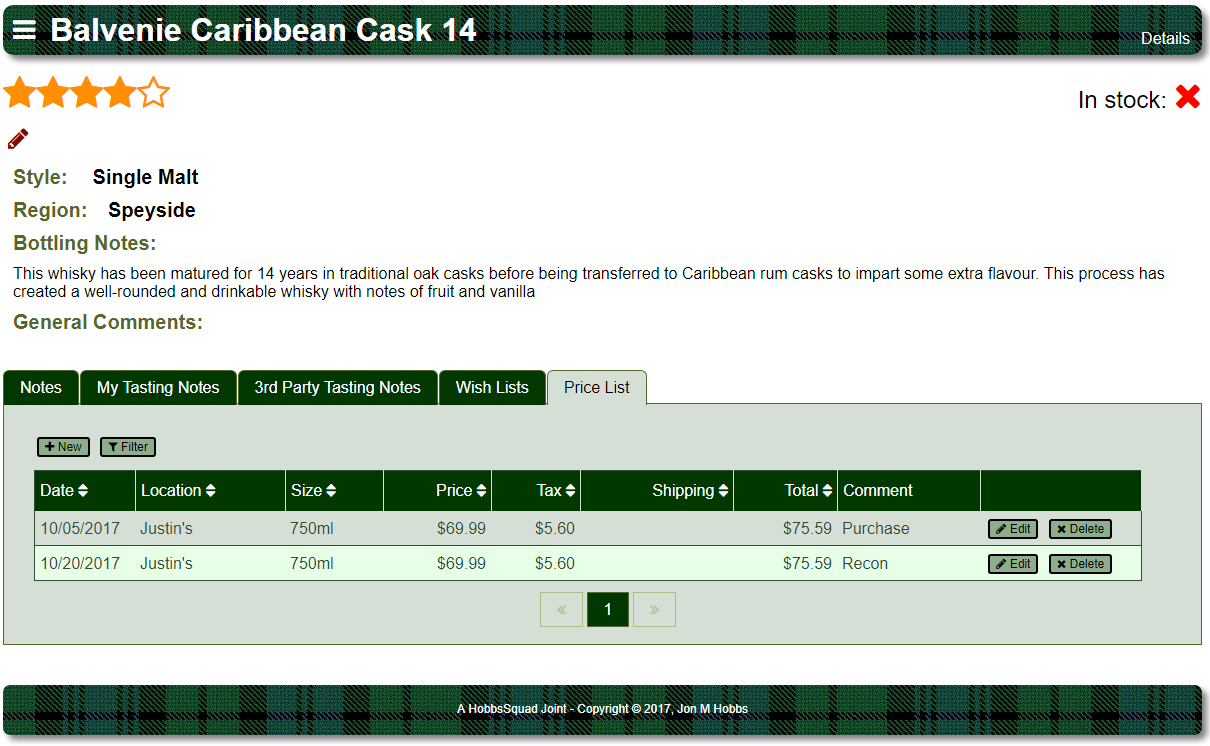 Balvenie Caribbean Cask 14
Details
In stock:
Style: Single Malt
Region: Speyside
Bottling Notes:
This whisky has been matured for 14 years in traditional oak casks before being transferred to Caribbean rum casks to impart some extra flavour. This process has
created a well-rounded and drinkable whisky with notes of fruit and vanilla
General Comments:
Notes My Tasting Notes 3rd Party Tasting Notes Wish Lists Price List
New Filter
Date Location Size Price Tax Shipping Total Comment
10/05/2017 Justin's 750ml $69.99 $5.60 $75.59 Purchase Edit Delete
10/20/2017 Justin's 750ml $69.99 $5.60 $75.59 Recon Edit Delete
« 1 »
A HobbsSquad Joint - Copyright © 2017, Jon M Hobbs